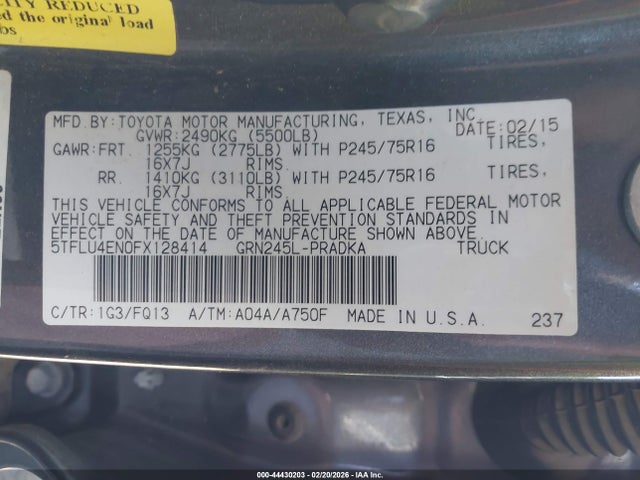 CITY REDUCED
the original load
lbs
MFD.BY:TOYOTA MOTOR MANUFACTURING, TEXAS, INC.
GVWR:2490KG (5500LB) DATE:02/15
GAWR:FRT. 1255KG (2775LB) WITH P245/75R16 TIRES,
16X7J RIMS
RR. 1410KG (3110LB) WITH P245/75R16 TIRES,
16X7J RIMS
THIS VEHICLE CONFORMS TO ALL APPLICABLE FEDERAL MOTOR
VEHICLE SAFETY AND THEFT PREVENTION STANDARDS IN
EFFECT ON THE DATE OF MANUFACTURE SHOWN ABOVE.
5TFLU4EN0FX128414 GRN245L-PRADKA TRUCK
C/TR:1G3/FQ13 A/TM:A04A/A750F MADE IN U.S.A. 237
000-44430203 - 02/20/2026 - IAA Inc.